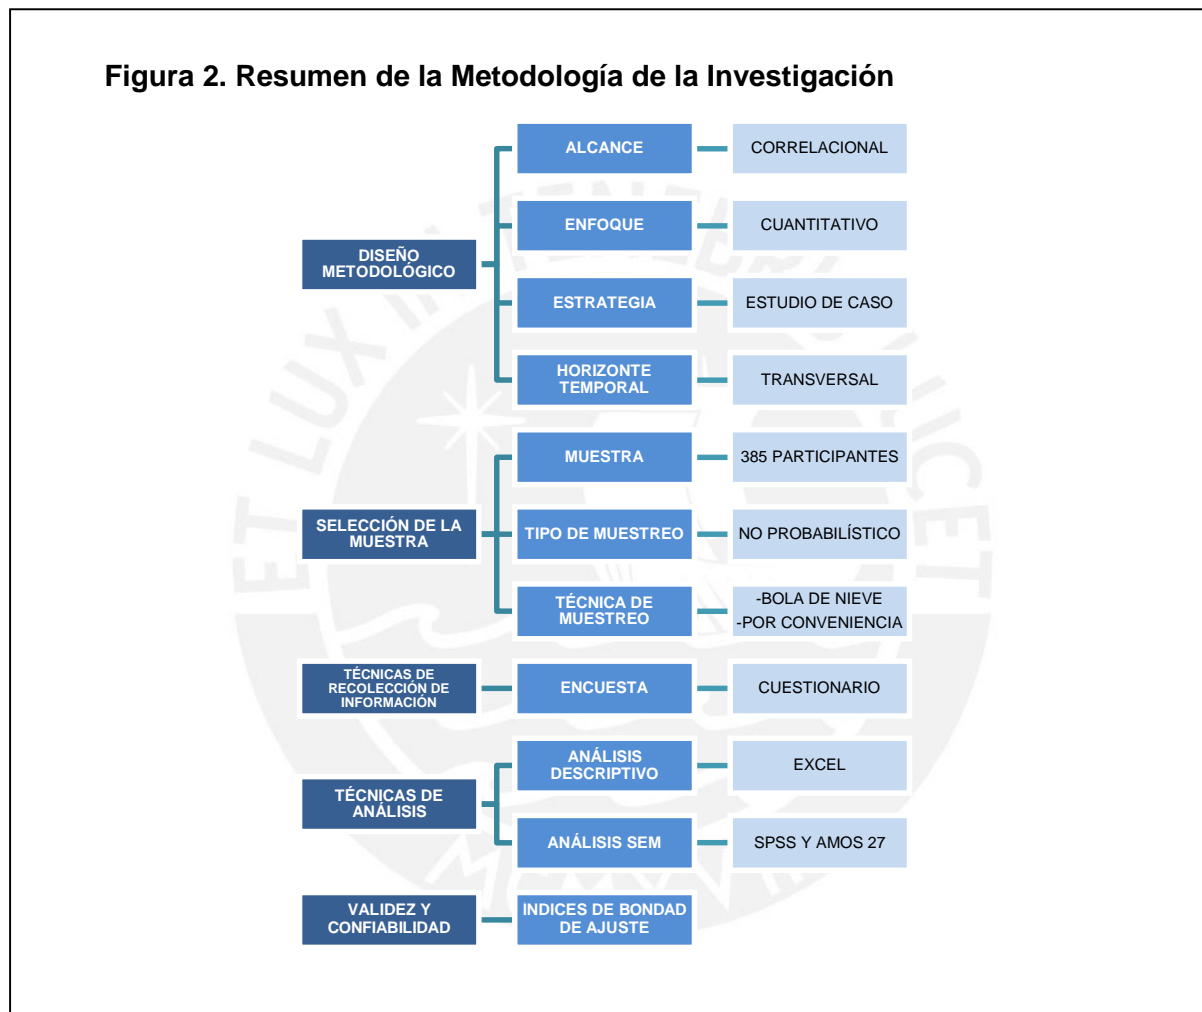 Figura 2. Resumen de la Metodología de la Investigación
DISEÑO
METODOLÓGICO
ALCANCE
CORRELACIONAL
ENFOQUE
CUANTITATIVO
ESTRATEGIA
ESTUDIO DE CASO
HORIZONTE
TEMPORAL
TRANSVERSAL
SELECCIÓN DE LA
MUESTRA
MUESTRA
385 PARTICIPANTES
TIPO DE MUESTREO
NO PROBABILÍSTICO
TÉCNICA DE
MUESTREO
-BOLA DE NIEVE
-POR CONVENIENCIA
TÉCNICAS DE
RECOLECCIÓN DE
INFORMACIÓN
ENCUESTA
CUESTIONARIO
TÉCNICAS DE
ANÁLISIS
ANÁLISIS
DESCRIPTIVO
EXCEL
ANÁLISIS SEM
SPSS Y AMOS 27
VALIDEZ Y
CONFIABILIDAD
INDICES DE BONDAD
DE AJUSTE
ET LUX IN